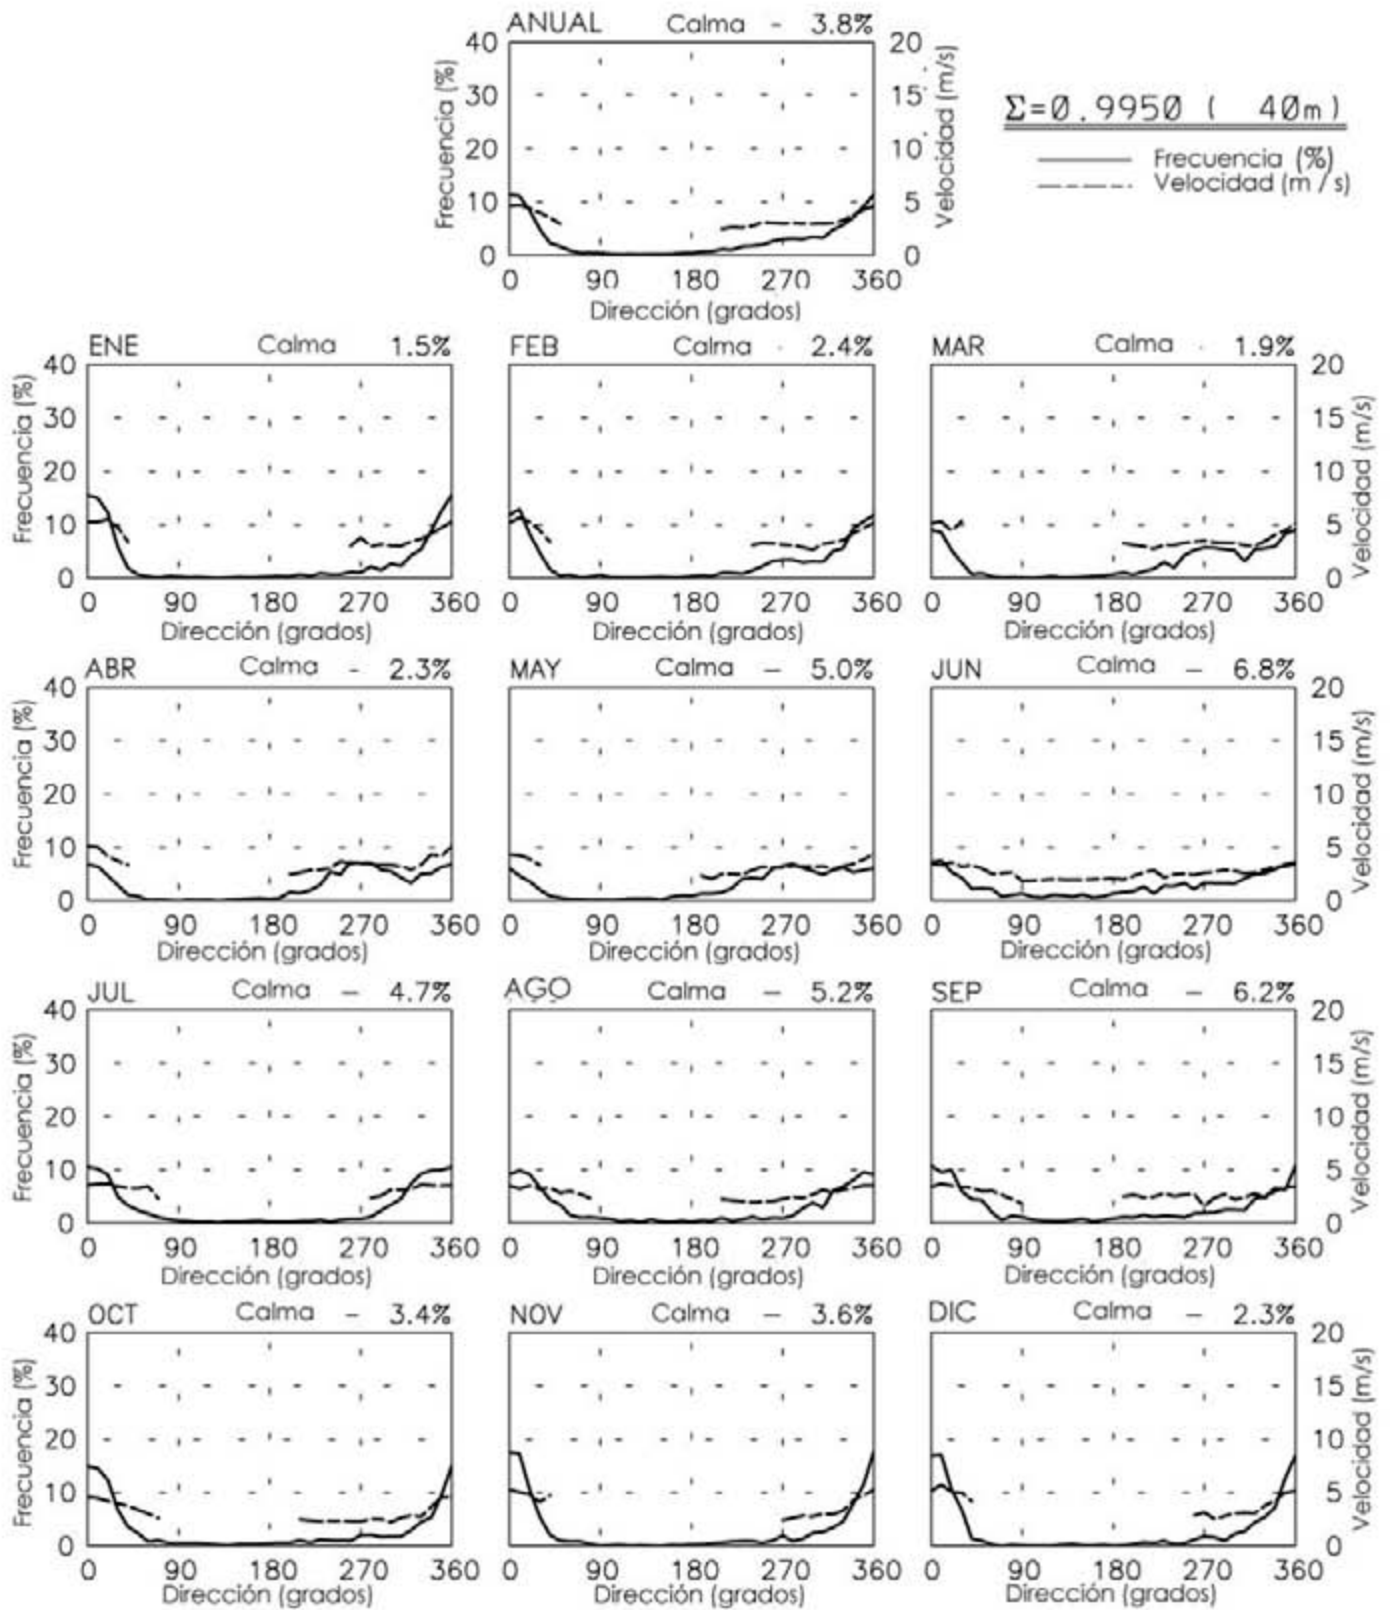 ANUAL Calma - 3.8%
40 20
30 15
20 10
10 5
0 0
Frecuencia (%)
Velocidad (m/s)
0 90 180 270 360
Dirección (grados)
Σ=0.9950 ( 40m)
Frecuencia (%)
Velocidad (m/s)
ENE Calma 1.5% FEB Calma - 2.4% MAR Calma - 1.9%
40 20
30 15
20 10
10 5
0 0
Frecuencia (%)
Velocidad (m/s)
0 90 180 270 360 0 90 180 270 360 0 90 180 270 360
Dirección (grados) Dirección (grados) Dirección (grados)
ABR Calma - 2.3% MAY Calma - 5.0% JUN Calma - 6.8%
40 20
30 15
20 10
10 5
0 0
Frecuencia (%)
Velocidad (m/s)
0 90 180 270 360 0 90 180 270 360 0 90 180 270 360
Dirección (grados) Dirección (grados) Dirección (grados)
JUL Calma - 4.7% AGO Calma - 5.2% SEP Calma - 6.2%
40 20
30 15
20 10
10 5
0 0
Frecuencia (%)
Velocidad (m/s)
0 90 180 270 360 0 90 180 270 360 0 90 180 270 360
Dirección (grados) Dirección (grados) Dirección (grados)
OCT Calma - 3.4% NOV Calma - 3.6% DIC Calma - 2.3%
40 20
30 15
20 10
10 5
0 0
Frecuencia (%)
Velocidad (m/s)
0 90 180 270 360 0 90 180 270 360 0 90 180 270 360
Dirección (grados) Dirección (grados) Dirección (grados)